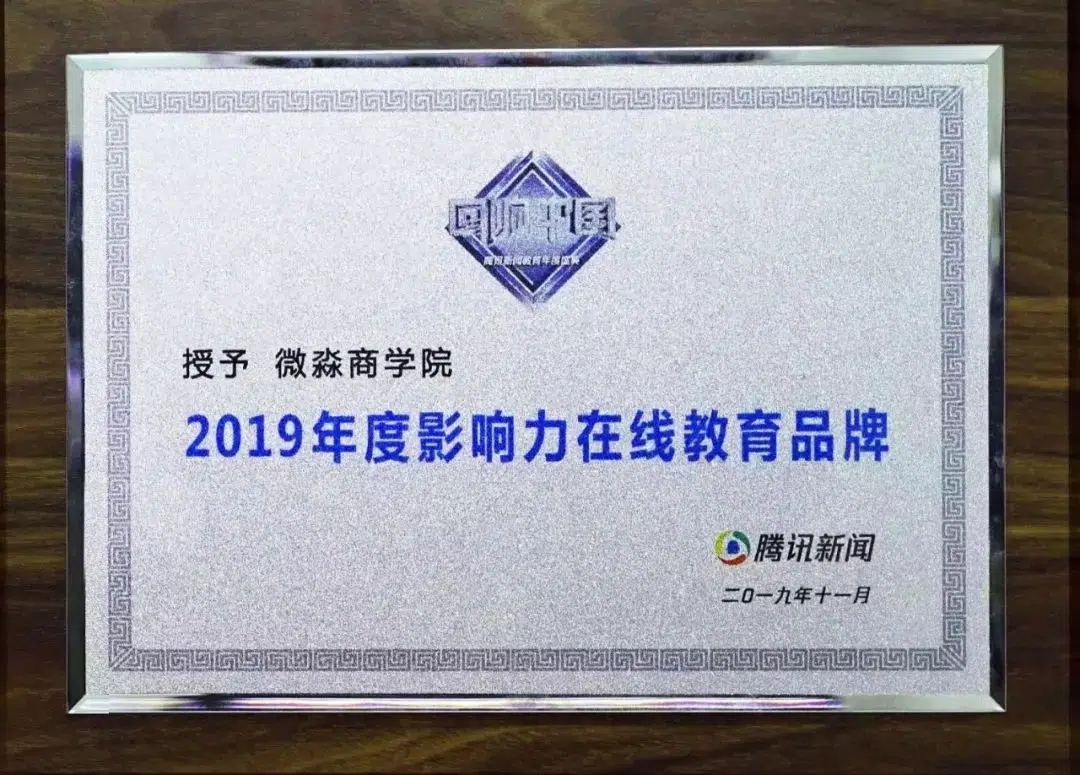 回响中国
腾讯新闻教育年度盛典
授予 微淼商学院
2019年度影响力在线教育品牌
腾讯新闻
二〇一九年十一月